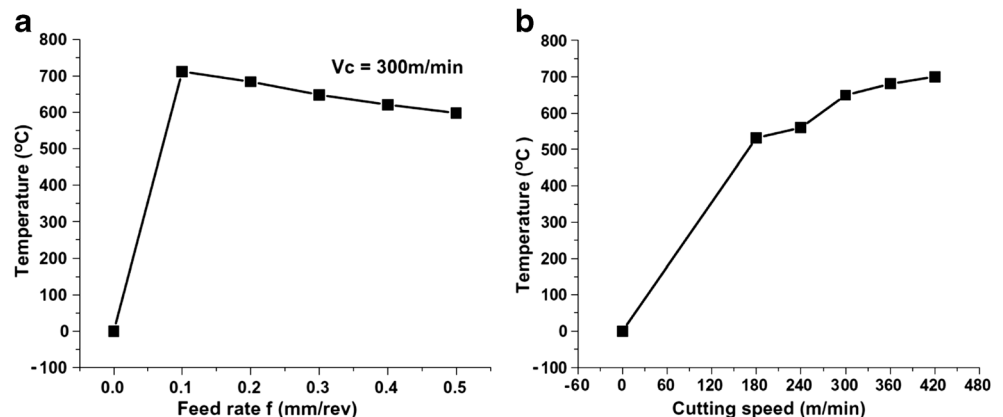 a
800
700
600
500
400
300
200
100
0
-100
Temperature (°C)
Vc = 300m/min
0.0 0.1 0.2 0.3 0.4 0.5
Feed rate f (mm/rev)
b
800
700
600
500
400
300
200
100
0
-100
Temperature (°C )
-60 0 60 120 180 240 300 360 420 480
Cutting speed (m/min)